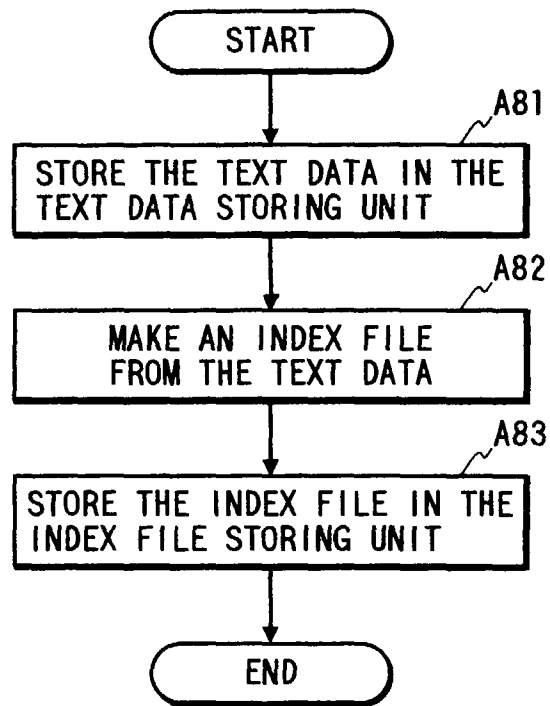 START
A81
STORE THE TEXT DATA IN THE
TEXT DATA STORING UNIT
A82
MAKE AN INDEX FILE
FROM THE TEXT DATA
A83
STORE THE INDEX FILE IN THE
INDEX FILE STORING UNIT
END